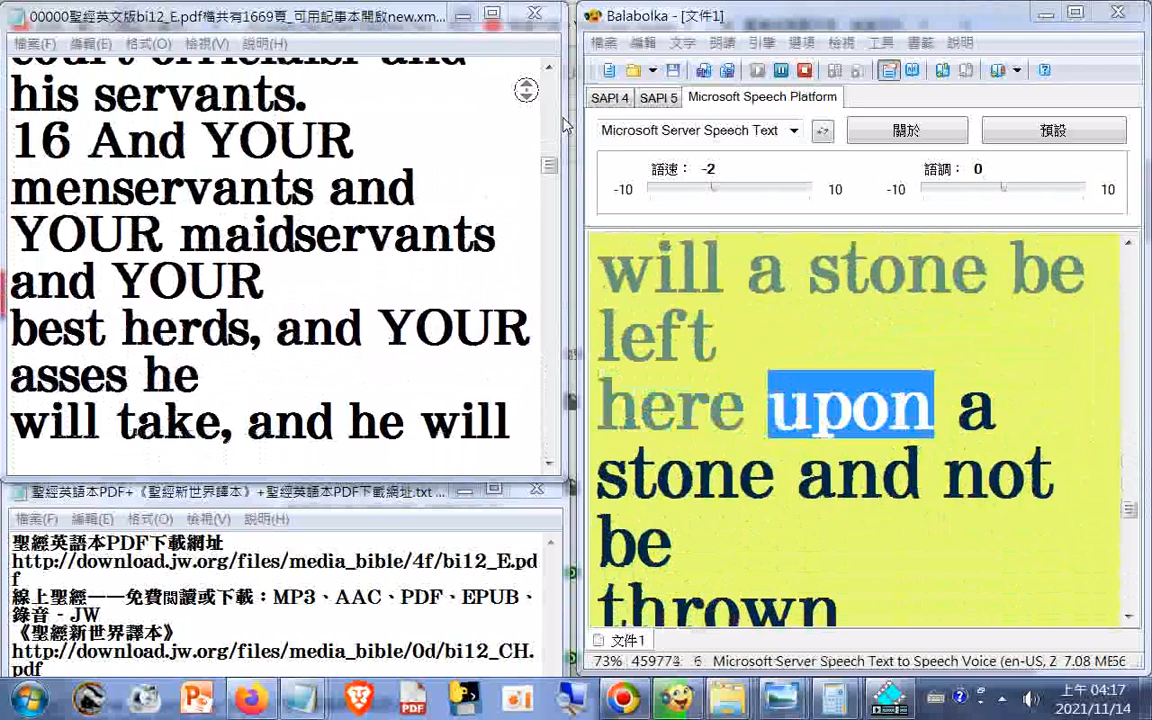 00000聖經英文版bi12_E.pdf檔共有1669頁_可用記事本開啟new.xm...
檔案(F) 編輯(E) 格式(O) 檢視(V) 說明(H)
court officialsf and
his servants.
16 And YOUR
menservants and
YOUR maidservants
and YOUR
best herds, and YOUR
asses he
will take, and he will
聖經英語本PDF+《聖經新世界譯本》+聖經英語本PDF下載網址.txt ...
檔案(F) 編輯(E) 格式(O) 檢視(V) 說明(H)
聖經英語本PDF下載網址
http://download.jw.org/files/media_bible/4f/bi12_E.pd
f
線上聖經——免費閱讀或下載：MP3、AAC、PDF、EPUB、
錄音 - JW
《聖經新世界譯本》
http://download.jw.org/files/media_bible/0d/bi12_CH.
pdf
Balabolka - [文件1]
檔案 編輯 文字 朗讀 引擎 選項 檢視 工具 書籤 說明
SAPI 4 SAPI 5 Microsoft Speech Platform
Microsoft Server Speech Text 關於 預設
語速： -2 語調： 0
-10 10 -10 10
will a stone be
left
here upon a
stone and not
be
thrown
文件1
73% 6 Microsoft Server Speech Text to Speech Voice (en-US, Z 7.08 ME
上午 04:17
2021/11/14